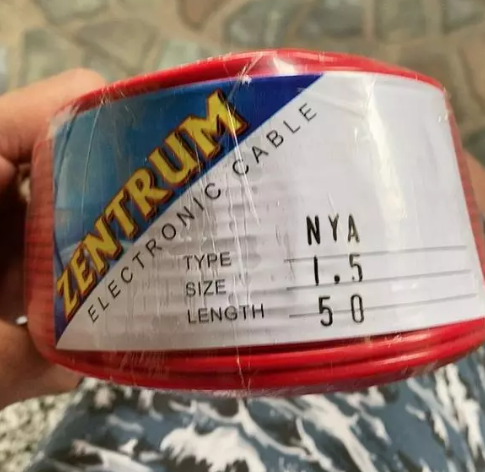 ZENTRUM
ELECTRONIC CABLE
TYPE NYA
SIZE 1.5
LENGTH 50